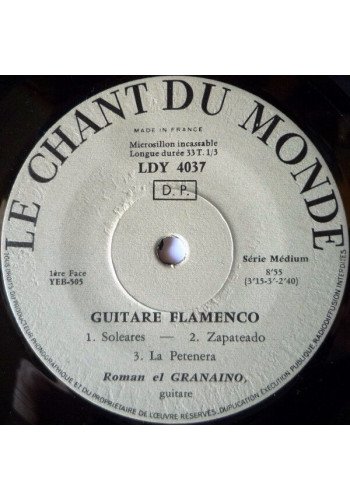 LE CHANT DU MONDE
MADE IN FRANCE
Microsillon incassable
Longue durée 33 T. 1/3
LDY 4037
D. P.
1ère Face
YEB-505
Série Médium
8'55
(3'15-3'-2'40)
GUITARE FLAMENCO
1. Soleares — 2. Zapateado
3. La Petenera
Roman el GRANAINO,
guitare
TOUS DROITS DU PRODUCTEUR PHONOGRAPHIQUE ET DU PROPRIÉTAIRE DE L'ŒUVRE RÉSERVÉS, DUPLICATION EXÉCUTION PUBLIQUE RADIODIFFUSION INTERDITES